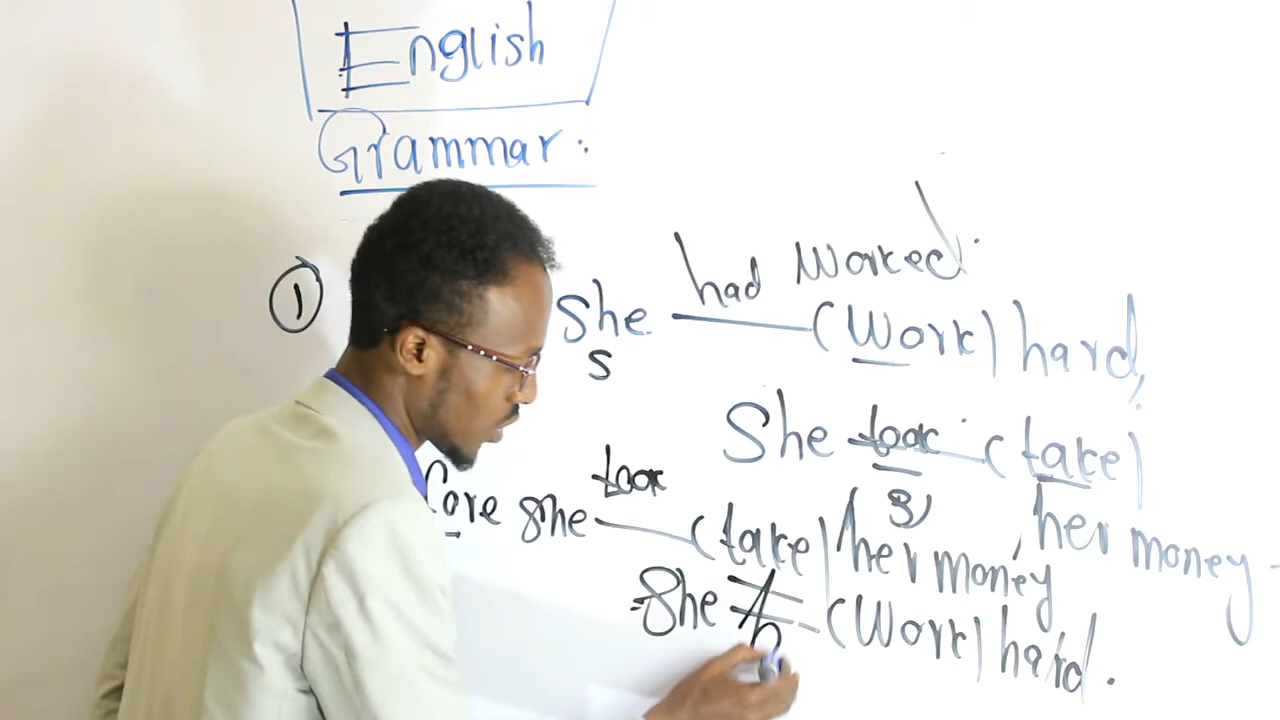 English
Grammar:
1
had worked
She (Work) hard,
S
She took (take)
took
3)
ore She (take) her money
her money.
She (Work) hard.